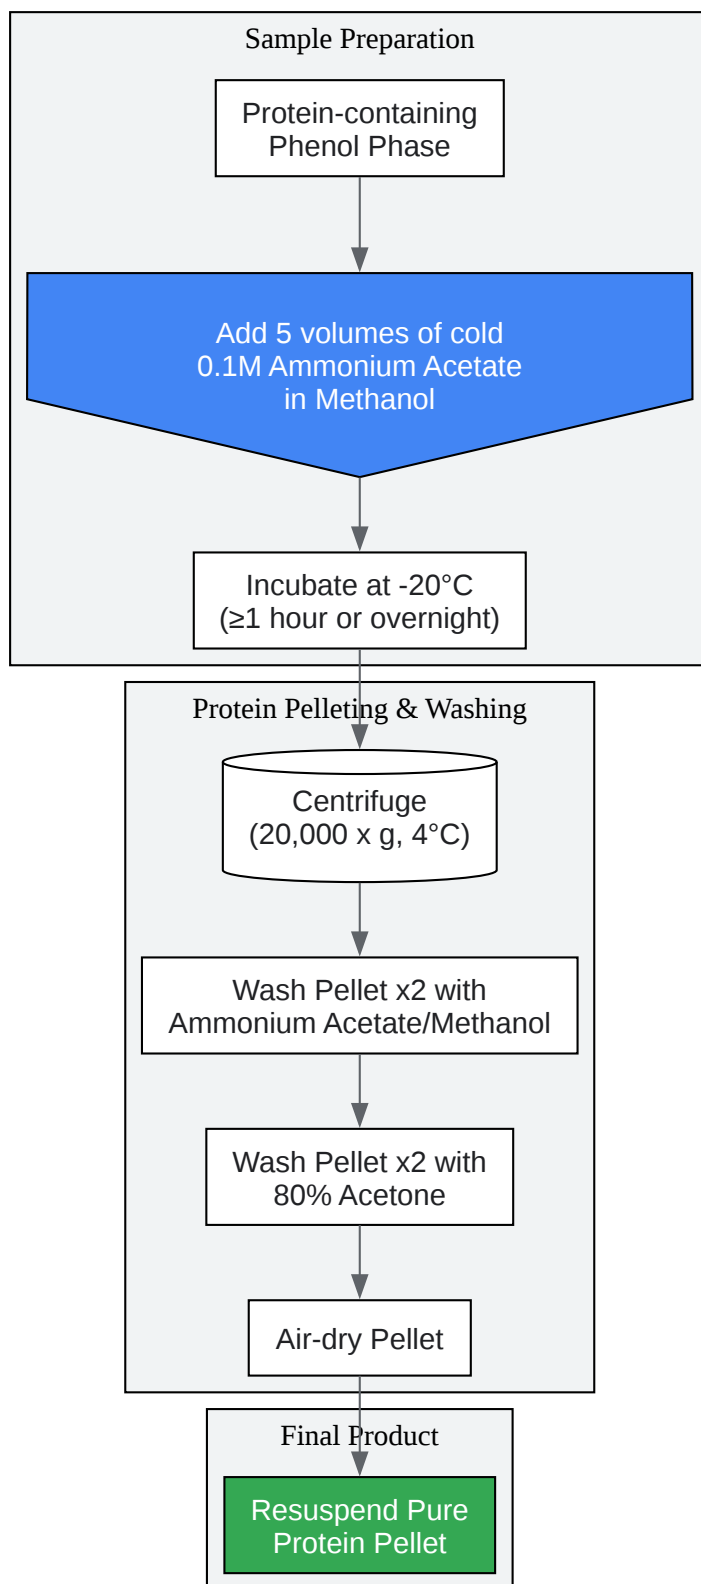 Sample Preparation
Protein-containing
Phenol Phase
Add 5 volumes of cold
0.1M Ammonium Acetate
in Methanol
Incubate at -20°C
(≥1 hour or overnight)
Protein Pelleting & Washing
Centrifuge
(20,000 x g, 4°C)
Wash Pellet x2 with
Ammonium Acetate/Methanol
Wash Pellet x2 with
80% Acetone
Air-dry Pellet
Final Product
Resuspend Pure
Protein Pellet